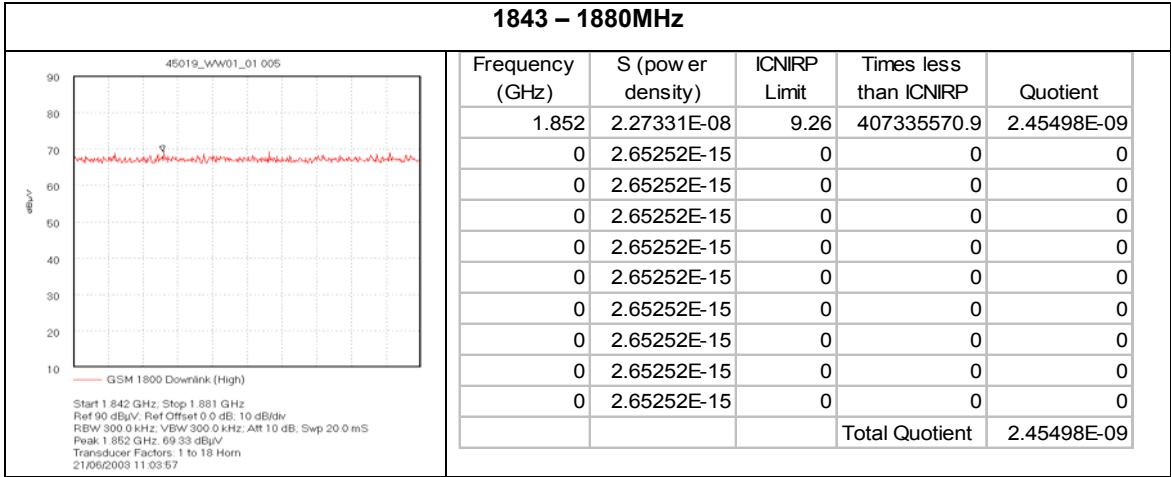 1843 – 1880MHz
45019_WW01_01 005
90
80
70
60
50
40
30
20
10
dBµV
GSM 1800 Downlink (High)
Start 1.842 GHz; Stop 1.881 GHz
Ref 90 dBµV; Ref Offset 0.0 dB; 10 dB/div
RBW 300.0 kHz; VBW 300.0 kHz; Att 10 dB; Swp 20.0 mS
Peak 1.852 GHz, 69.33 dBµV
Transducer Factors: 1 to 18 Horn
21/06/2003 11:03:57
Frequency (GHz) S (power density) ICNIRP Limit Times less than ICNIRP Quotient
1.852 2.27331E-08 9.26 407335570.9 2.45498E-09
0 2.65252E-15 0 0 0
0 2.65252E-15 0 0 0
0 2.65252E-15 0 0 0
0 2.65252E-15 0 0 0
0 2.65252E-15 0 0 0
0 2.65252E-15 0 0 0
0 2.65252E-15 0 0 0
0 2.65252E-15 0 0 0
0 2.65252E-15 0 0 0
Total Quotient 2.45498E-09